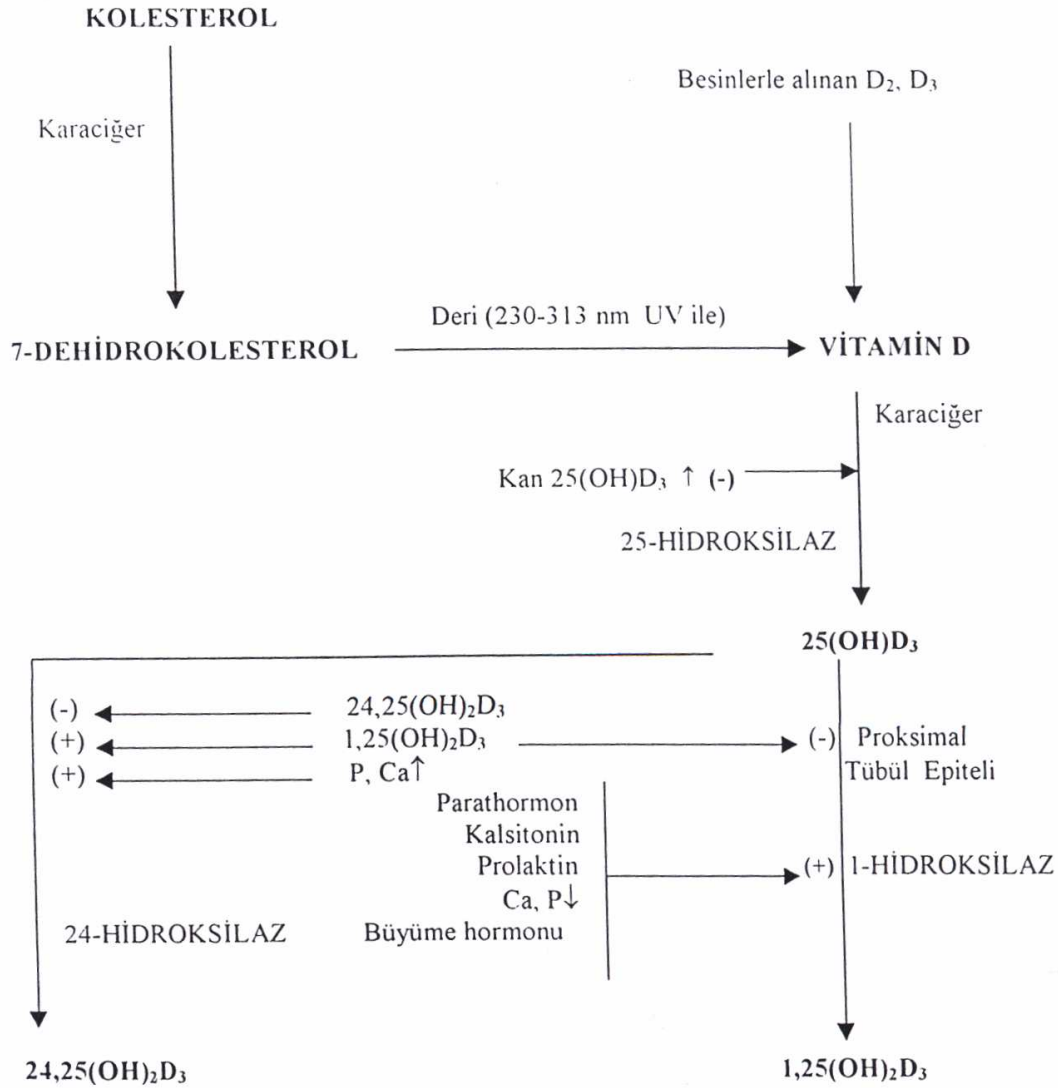 KOLESTEROL
Besinlerle alınan D₂, D₃
Karaciğer
Deri (230-313 nm UV ile)
7-DEHİDROKOLESTEROL
VİTAMİN D
Karaciğer
Kan 25(OH)D₃ ↑ (-)
25-HİDROKSİLAZ
25(OH)D₃
(-) 24,25(OH)₂D₃
(+) 1,25(OH)₂D₃ (-) Proksimal
(+) P, Ca↑ Tübül Epiteli
Parathormon
Kalsitonin
Prolaktin (+) 1-HİDROKSİLAZ
Ca, P↓
24-HİDROKSİLAZ Büyüme hormonu
24,25(OH)₂D₃ 1,25(OH)₂D₃